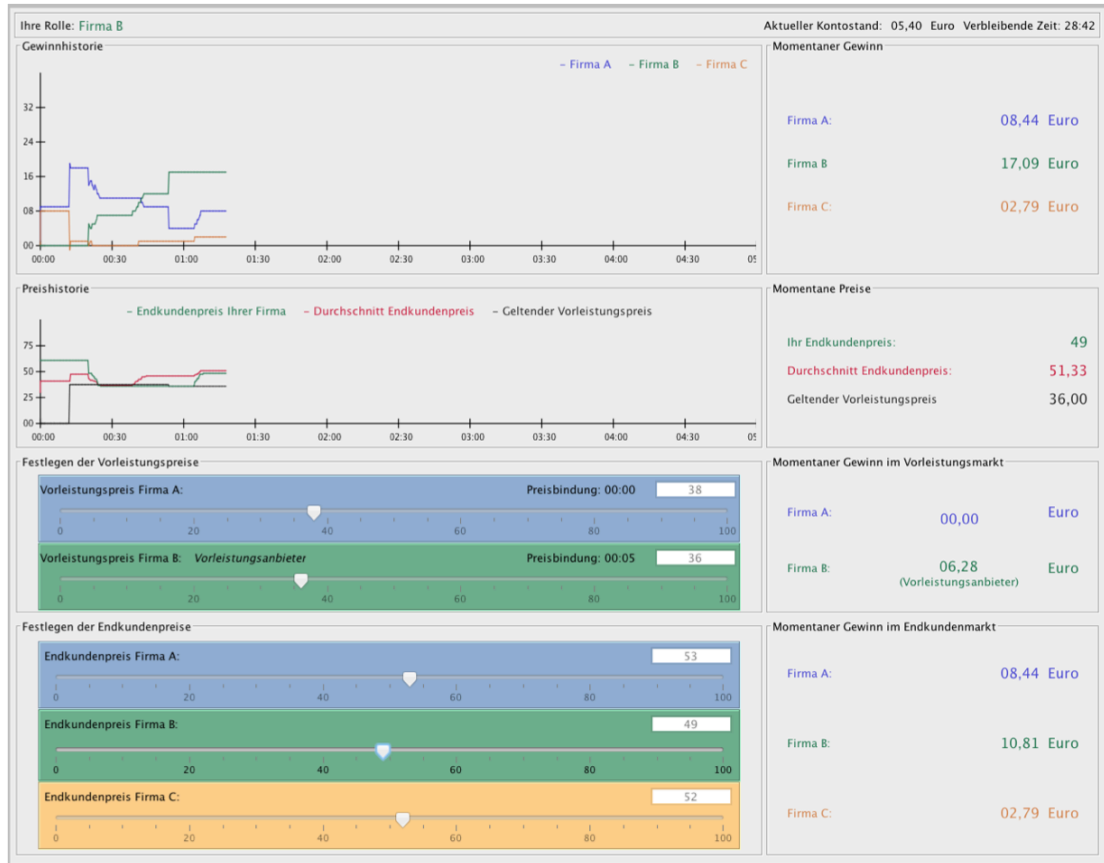 Ihre Rolle: Firma B
Aktueller Kontostand: 05,40 Euro Verbleibende Zeit: 28:42
Gewinnhistorie
– Firma A – Firma B – Firma C
32
24
16
08
00
00:00 00:30 01:00 01:30 02:00 02:30 03:00 03:30 04:00 04:30 05
Momentaner Gewinn
Firma A: 08,44 Euro
Firma B 17,09 Euro
Firma C: 02,79 Euro
Preishistorie
– Endkundenpreis Ihrer Firma – Durchschnitt Endkundenpreis – Geltender Vorleistungspreis
75
50
25
00
00:00 00:30 01:00 01:30 02:00 02:30 03:00 03:30 04:00 04:30 05
Momentane Preise
Ihr Endkundenpreis: 49
Durchschnitt Endkundenpreis: 51,33
Geltender Vorleistungspreis 36,00
Festlegen der Vorleistungspreise
Vorleistungspreis Firma A: Preisbindung: 00:00 38
0 20 40 60 80 100
Vorleistungspreis Firma B: Vorleistungsanbieter Preisbindung: 00:05 36
0 20 40 60 80 100
Momentaner Gewinn im Vorleistungsmarkt
Firma A: 00,00 Euro
Firma B: 06,28 Euro
(Vorleistungsanbieter)
Festlegen der Endkundenpreise
Endkundenpreis Firma A: 53
0 20 40 60 80 100
Endkundenpreis Firma B: 49
0 20 40 60 80 100
Endkundenpreis Firma C: 52
0 20 40 60 80 100
Momentaner Gewinn im Endkundenmarkt
Firma A: 08,44 Euro
Firma B: 10,81 Euro
Firma C: 02,79 Euro